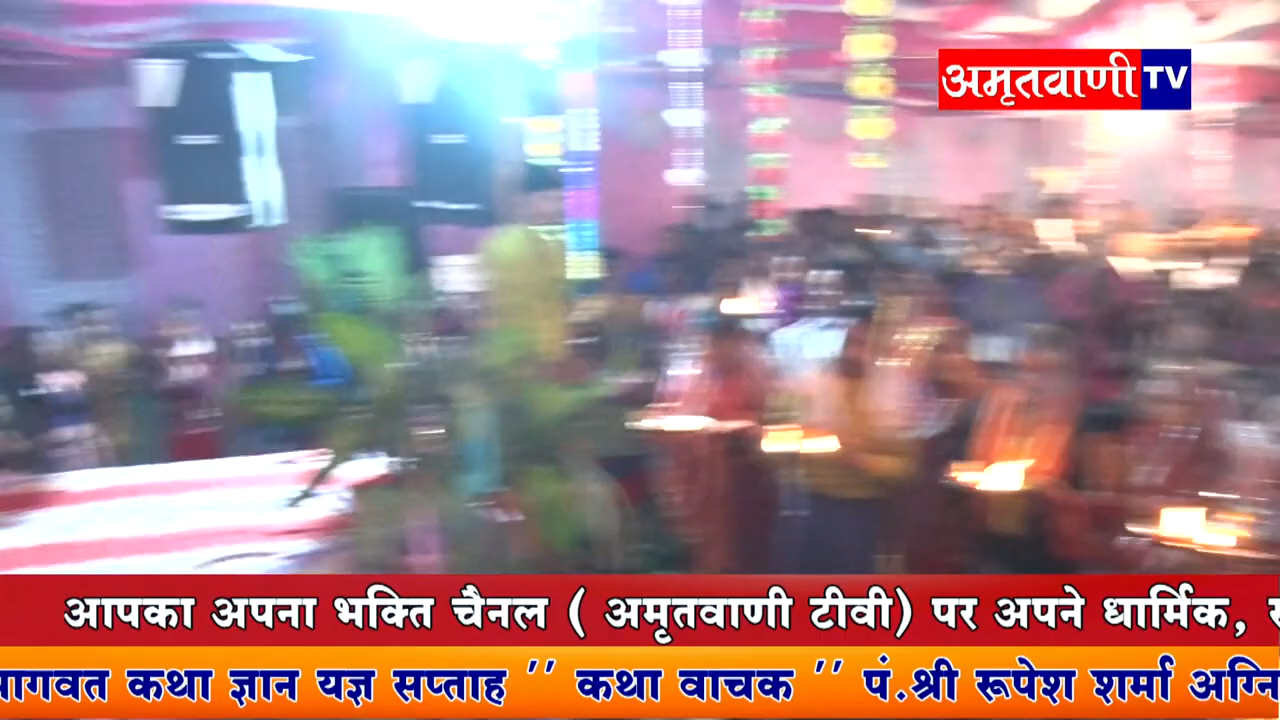 अमृतवाणी TV
आपका अपना भक्ति चैनल ( अमृतवाणी टीवी) पर अपने धार्मिक,
कथा ज्ञान यज्ञ सप्ताह '' कथा वाचक '' पं.श्री रूपेश शर्मा